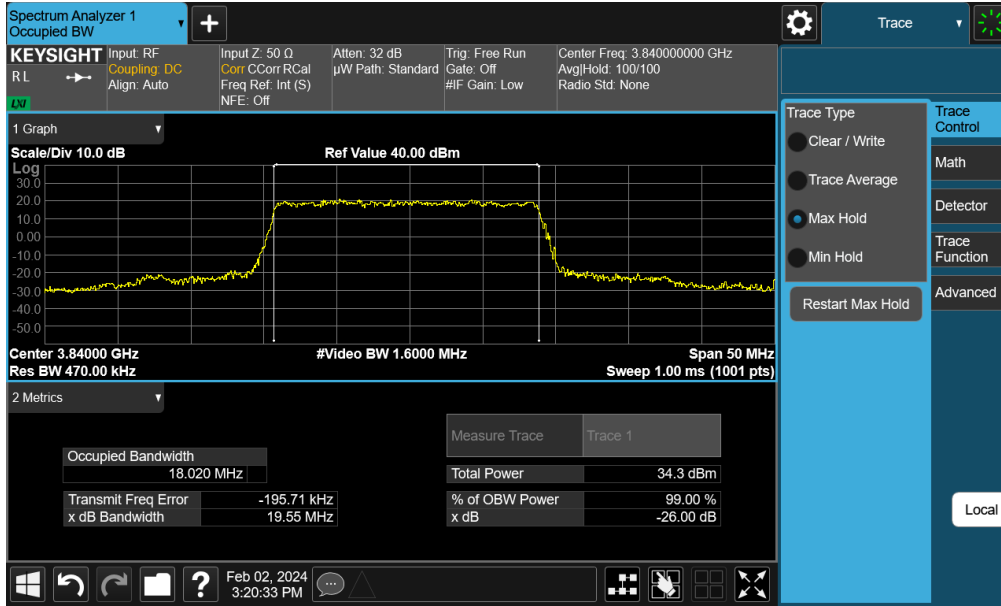 Spectrum Analyzer 1
Occupied BW
+
Trace
KEYSIGHT
R L
LXI
Input: RF
Coupling: DC
Align: Auto
Input Z: 50 Ω
Corr CCorr RCal
Freq Ref: Int (S)
NFE: Off
Atten: 32 dB
µW Path: Standard
Trig: Free Run
Gate: Off
#IF Gain: Low
Center Freq: 3.840000000 GHz
Avg|Hold: 100/100
Radio Std: None
1 Graph
Scale/Div 10.0 dB
Ref Value 40.00 dBm
Log
30.0
20.0
10.0
0.00
-10.0
-20.0
-30.0
-40.0
-50.0
Center 3.84000 GHz
#Video BW 1.6000 MHz
Span 50 MHz
Res BW 470.00 kHz
Sweep 1.00 ms (1001 pts)
2 Metrics
Measure Trace
Trace 1
Occupied Bandwidth
18.020 MHz
Total Power
34.3 dBm
Transmit Freq Error
-195.71 kHz
% of OBW Power
99.00 %
x dB Bandwidth
19.55 MHz
x dB
-26.00 dB
Trace Type
Clear / Write
Trace Average
Max Hold
Min Hold
Restart Max Hold
Trace
Control
Math
Detector
Trace
Function
Advanced
Local
?
Feb 02, 2024
3:20:33 PM